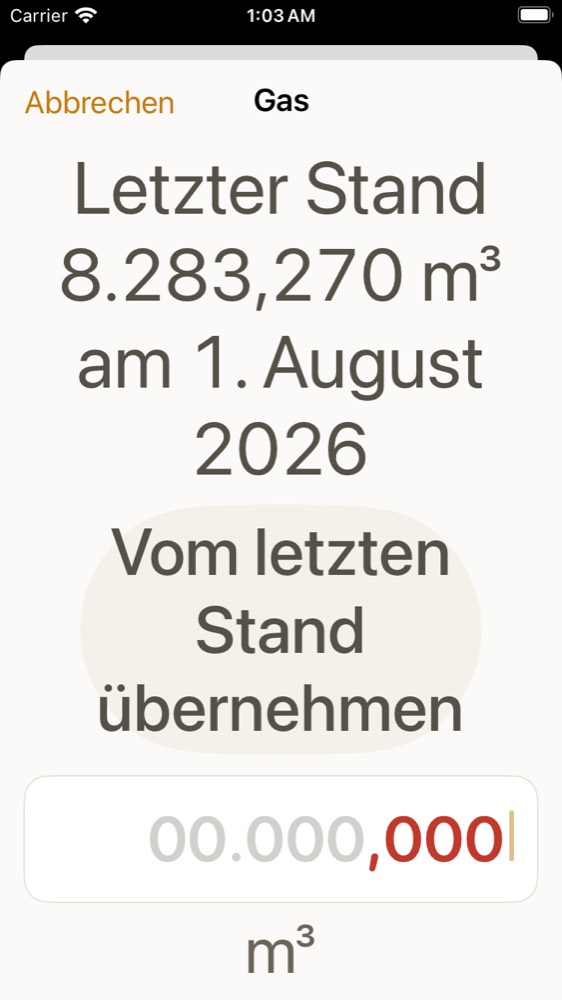 Carrier 1:03 AM
Abbrechen Gas
Letzter Stand
8.283,270 m³
am 1. August
2026
Vom letzten
Stand
übernehmen
00.000,000
m³